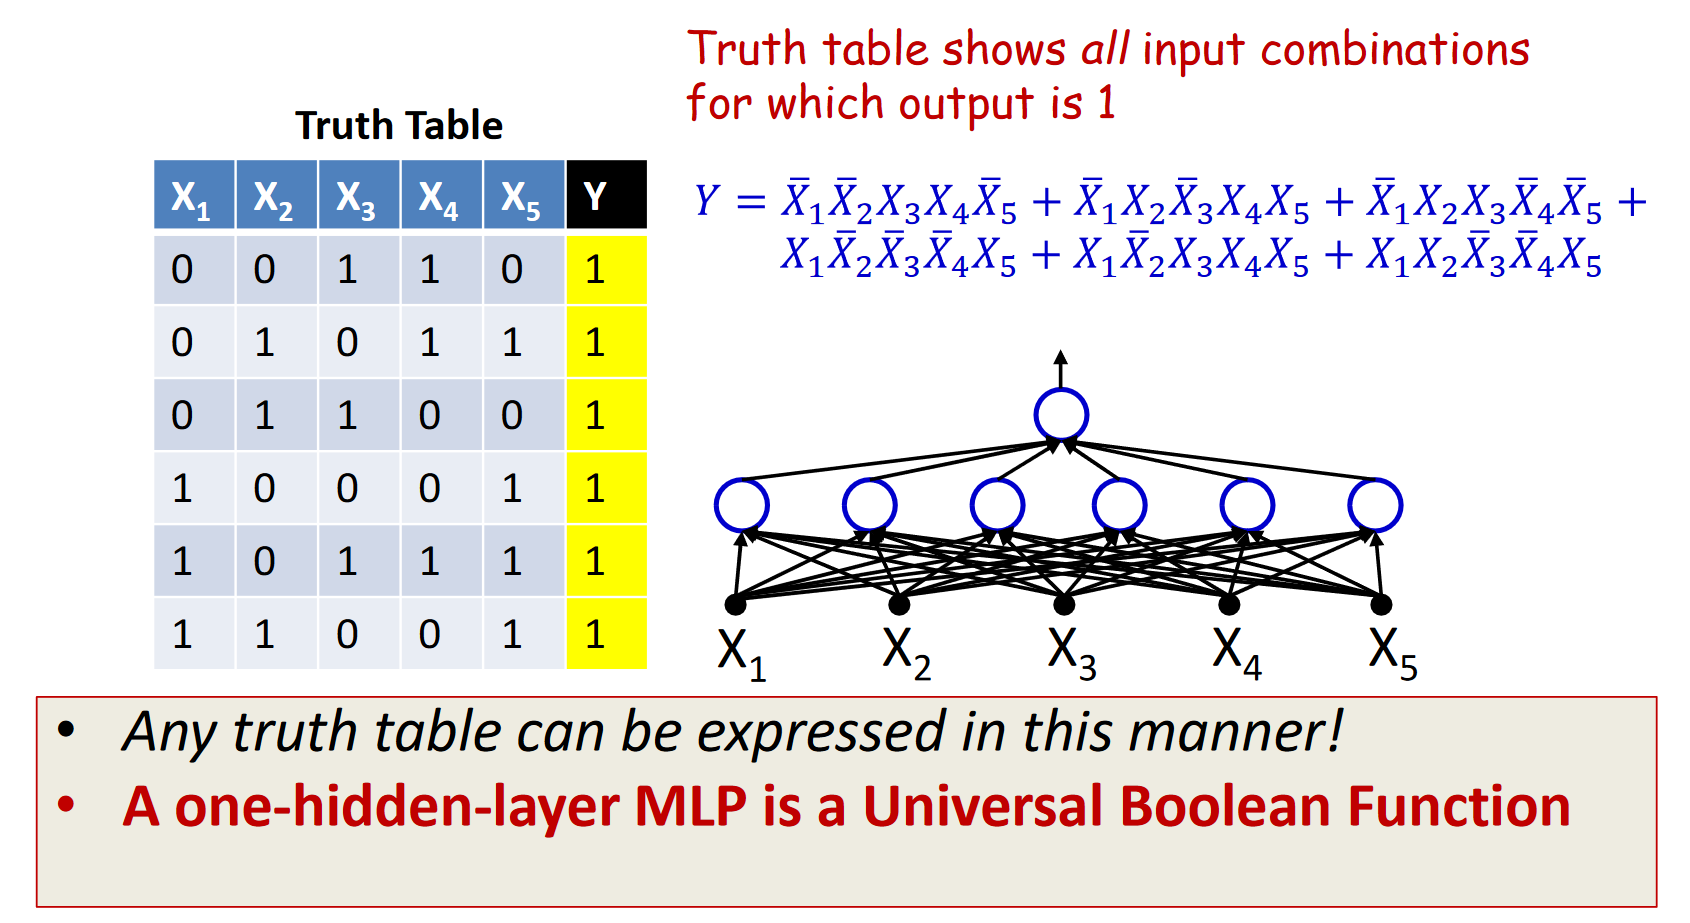 Truth table shows all input combinations
for which output is 1
Truth Table
X₁ X₂ X₃ X₄ X₅ Y
0 0 1 1 0 1
0 1 0 1 1 1
0 1 1 0 0 1
1 0 0 0 1 1
1 0 1 1 1 1
1 1 0 0 1 1
Y = X̄₁X̄₂X₃X₄X̄₅ + X̄₁X₂X̄₃X₄X₅ + X̄₁X₂X₃X̄₄X̄₅ +
X₁X̄₂X̄₃X̄₄X₅ + X₁X̄₂X₃X₄X₅ + X₁X₂X̄₃X̄₄X₅
X₁ X₂ X₃ X₄ X₅
• Any truth table can be expressed in this manner!
• A one-hidden-layer MLP is a Universal Boolean Function